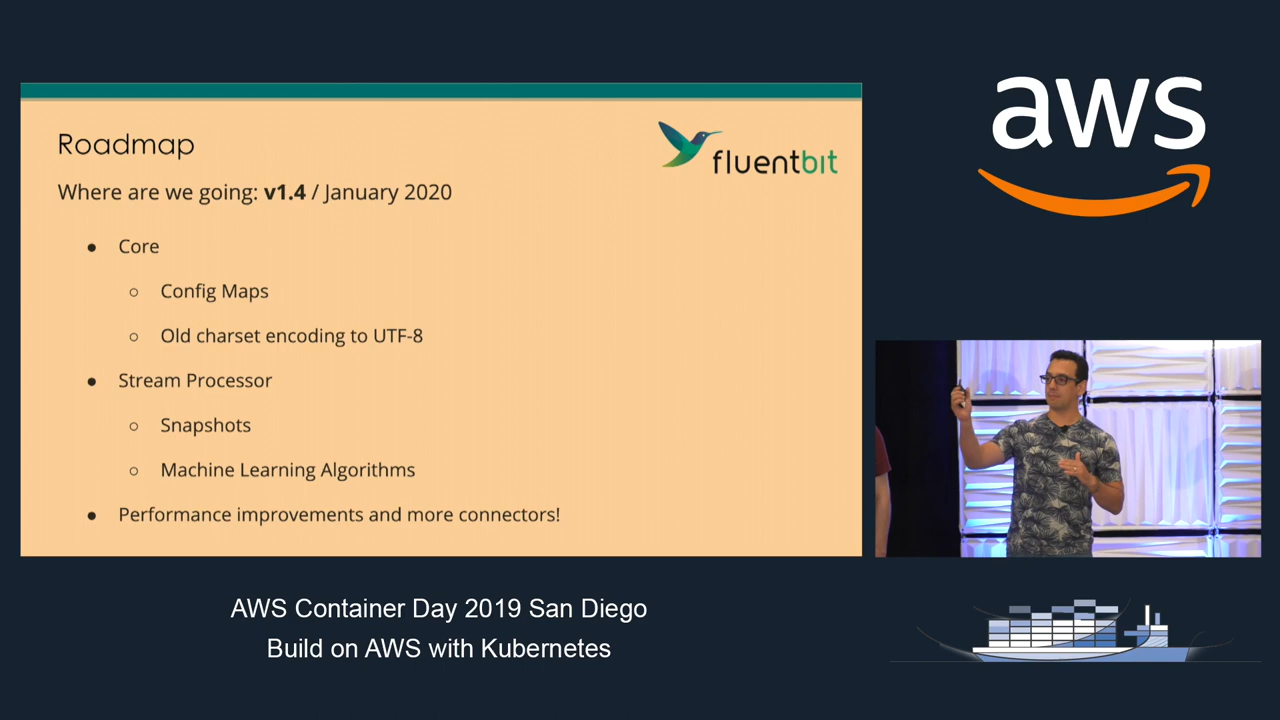 Roadmap
fluentbit
Where are we going: v1.4 / January 2020
● Core
○ Config Maps
○ Old charset encoding to UTF-8
● Stream Processor
○ Snapshots
○ Machine Learning Algorithms
● Performance improvements and more connectors!
aws
AWS Container Day 2019 San Diego
Build on AWS with Kubernetes